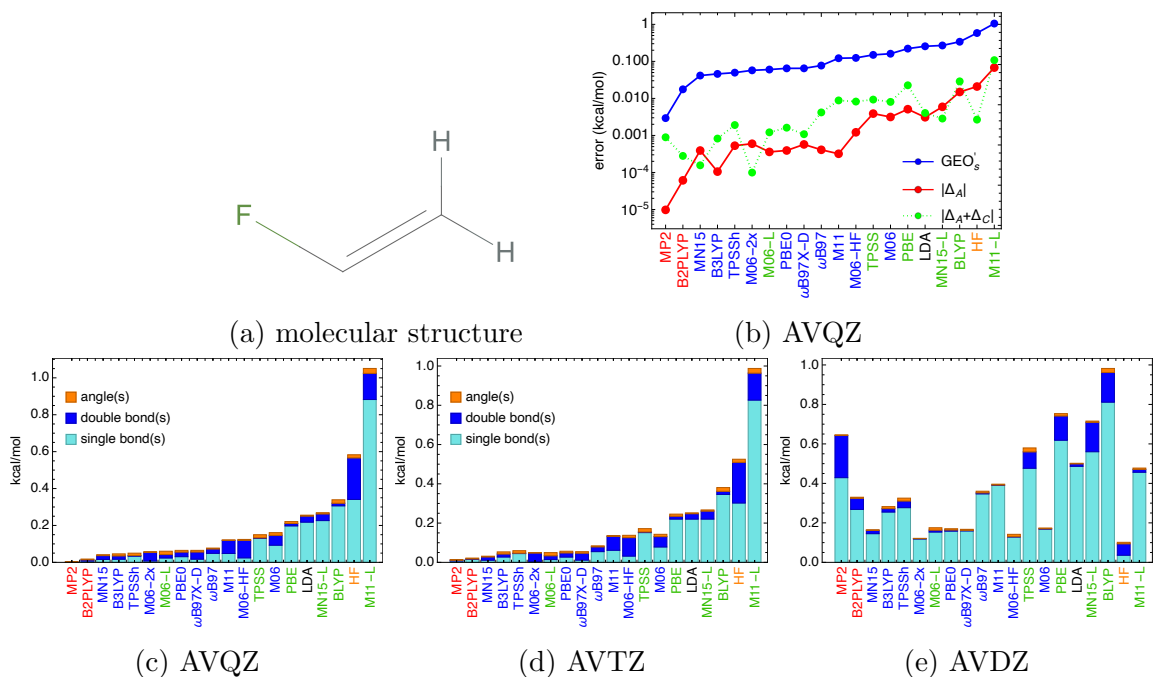 H
F
H
(a) molecular structure
error (kcal/mol)
1
0.100
0.010
0.001
10⁻⁴
10⁻⁵
GEO's
|Δ_A|
|Δ_A+Δ_C|
MP2
B2PLYP
MN15
B3LYP
TPSSh
M06-2x
M06-L
PBE0
ωB97X-D
ωB97
M11
M06-HF
TPSS
M06
PBE
LDA
MN15-L
BLYP
HF
M11-L
(b) AVQZ
kcal/mol
1.0
0.8
0.6
0.4
0.2
0.0
angle(s)
double bond(s)
single bond(s)
MP2
B2PLYP
MN15
B3LYP
TPSSh
M06-2x
M06-L
PBE0
ωB97X-D
ωB97
M11
M06-HF
TPSS
M06
PBE
LDA
MN15-L
BLYP
HF
M11-L
(c) AVQZ
kcal/mol
1.0
0.8
0.6
0.4
0.2
0.0
angle(s)
double bond(s)
single bond(s)
MP2
B2PLYP
MN15
B3LYP
TPSSh
M06-2x
M06-L
PBE0
ωB97X-D
ωB97
M11
M06-HF
TPSS
M06
PBE
LDA
MN15-L
BLYP
HF
M11-L
(d) AVTZ
kcal/mol
1.0
0.8
0.6
0.4
0.2
0.0
MP2
B2PLYP
MN15
B3LYP
TPSSh
M06-2x
M06-L
PBE0
ωB97X-D
ωB97
M11
M06-HF
TPSS
M06
PBE
LDA
MN15-L
BLYP
HF
M11-L
(e) AVDZ